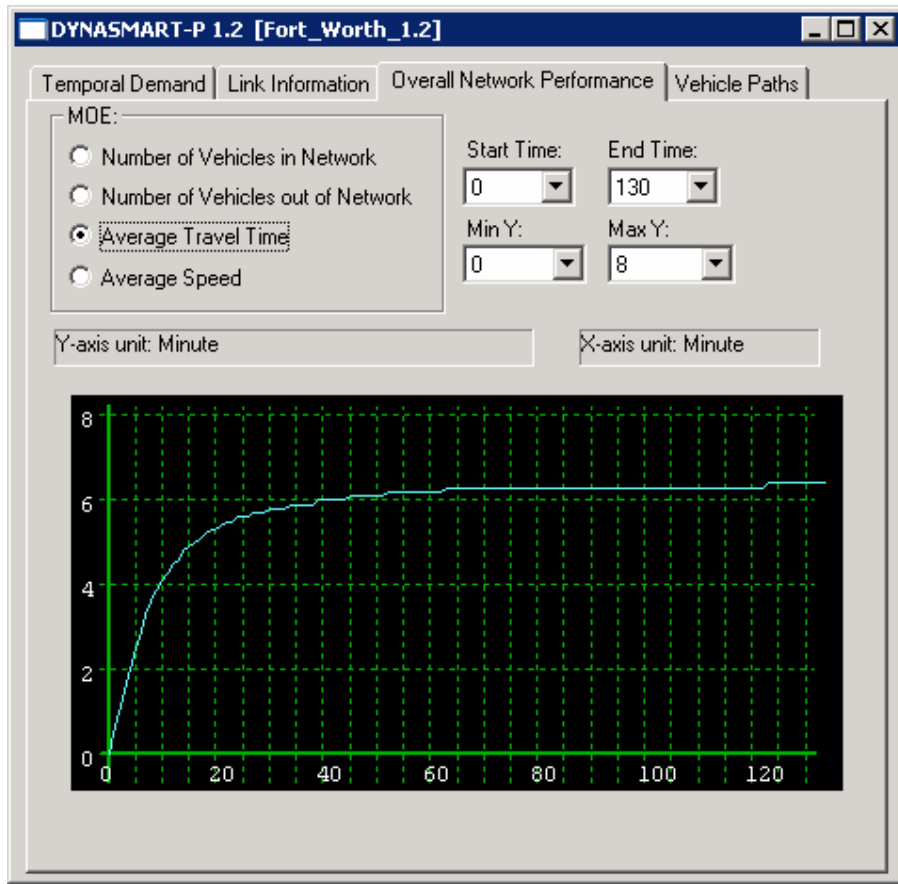 DYNASMART-P 1.2 [Fort_Worth_1.2]
Temporal Demand Link Information Overall Network Performance Vehicle Paths
MOE:
Number of Vehicles in Network
Number of Vehicles out of Network
Average Travel Time
Average Speed
Start Time: End Time:
0 130
Min Y: Max Y:
0 8
Y-axis unit: Minute X-axis unit: Minute
8
6
4
2
0
0 20 40 60 80 100 120